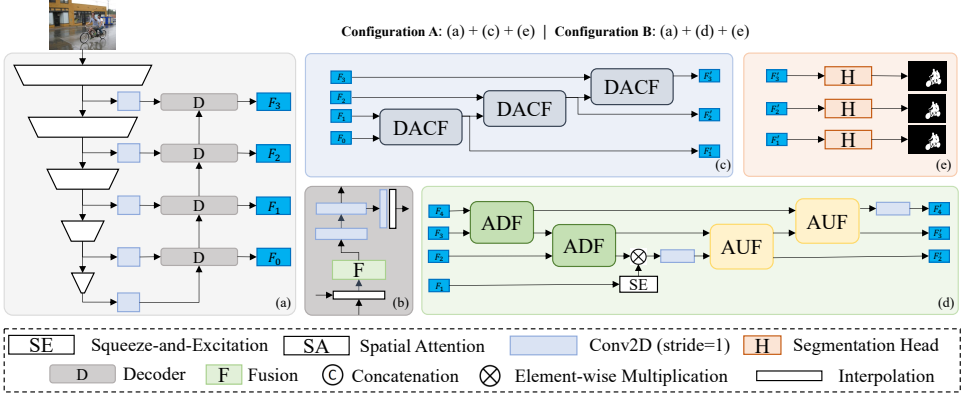 Configuration A: (a) + (c) + (e) | Configuration B: (a) + (d) + (e)
D F3
D F2
D F1
D F0
(a)
F3 F3'
F2 DACF
F1 DACF F2'
F0 DACF F1'
(c)
F3' H
F2' H
F1' H
(e)
F
(b)
F4 ADF AUF F4'
F3 ADF AUF F3'
F2 F2'
F1 SE
(d)
SE Squeeze-and-Excitation SA Spatial Attention Conv2D (stride=1) H Segmentation Head
D Decoder F Fusion C Concatenation Element-wise Multiplication Interpolation